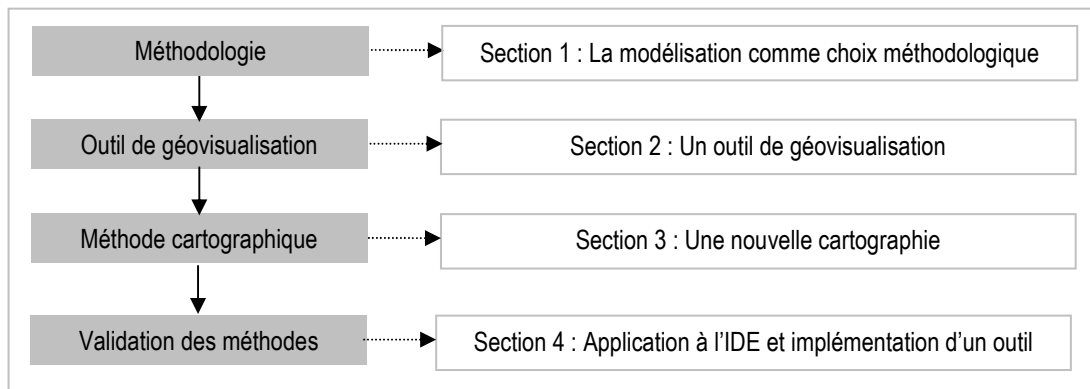 Méthodologie
Section 1 : La modélisation comme choix méthodologique
Outil de géovisualisation
Section 2 : Un outil de géovisualisation
Méthode cartographique
Section 3 : Une nouvelle cartographie
Validation des méthodes
Section 4 : Application à l'IDE et implémentation d'un outil